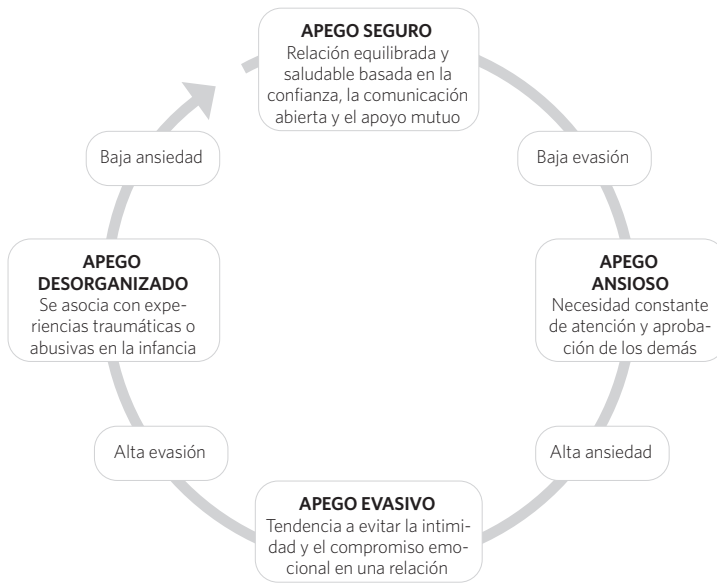 APEGO SEGURO
Relación equilibrada y
saludable basada en la
confianza, la comunicación
abierta y el apoyo mutuo
Baja ansiedad
Baja evasión
APEGO
DESORGANIZADO
Se asocia con expe-
riencias traumáticas o
abusivas en la infancia
APEGO
ANSIOSO
Necesidad constante
de atención y aproba-
ción de los demás
Alta evasión
Alta ansiedad
APEGO EVASIVO
Tendencia a evitar la intimi-
dad y el compromiso emo-
cional en una relación